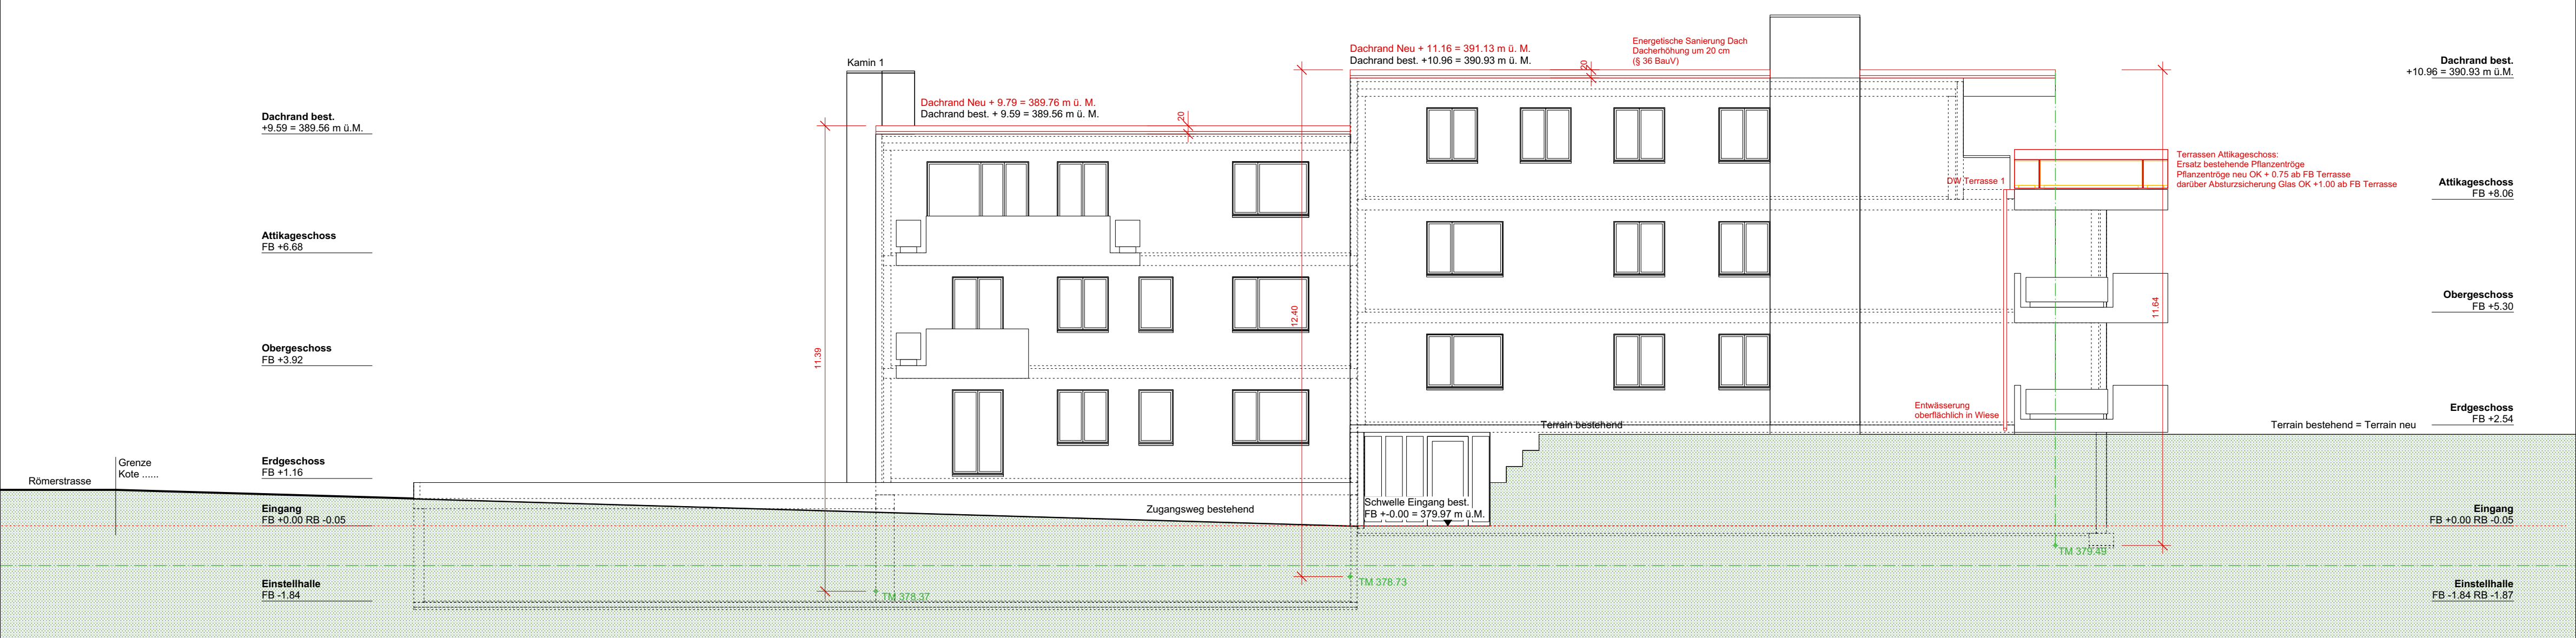 Kamin 1
Dachrand Neu + 11.16 = 391.13 m ü. M.
Dachrand best. +10.96 = 390.93 m ü. M.
20
Energetische Sanierung Dach
Dacherhöhung um 20 cm
(§ 36 BauV)
Dachrand best.
+10.96 = 390.93 m ü.M.
Dachrand best.
+9.59 = 389.56 m ü.M.
Dachrand Neu + 9.79 = 389.76 m ü. M.
Dachrand best. + 9.59 = 389.56 m ü. M.
20
Terrassen Attikageschoss:
Ersatz bestehende Pflanzentröge
Pflanzentröge neu OK + 0.75 ab FB Terrasse
darüber Absturzsicherung Glas OK +1.00 ab FB Terrasse
DW Terrasse 1
Attikageschoss
FB +8.06
Attikageschoss
FB +6.68
Obergeschoss
FB +5.30
11.64
12.40
11.39
Obergeschoss
FB +3.92
Entwässerung
oberflächlich in Wiese
Erdgeschoss
FB +2.54
Terrain bestehend
Terrain bestehend = Terrain neu
Grenze
Kote ......
Römerstrasse
Erdgeschoss
FB +1.16
Schwelle Eingang best.
FB +-0.00 = 379.97 m ü.M.
Zugangsweg bestehend
Eingang
FB +0.00 RB -0.05
Eingang
FB +0.00 RB -0.05
TM 379.49
TM 378.73
TM 378.37
Einstellhalle
FB -1.84
Einstellhalle
FB -1.84 RB -1.87